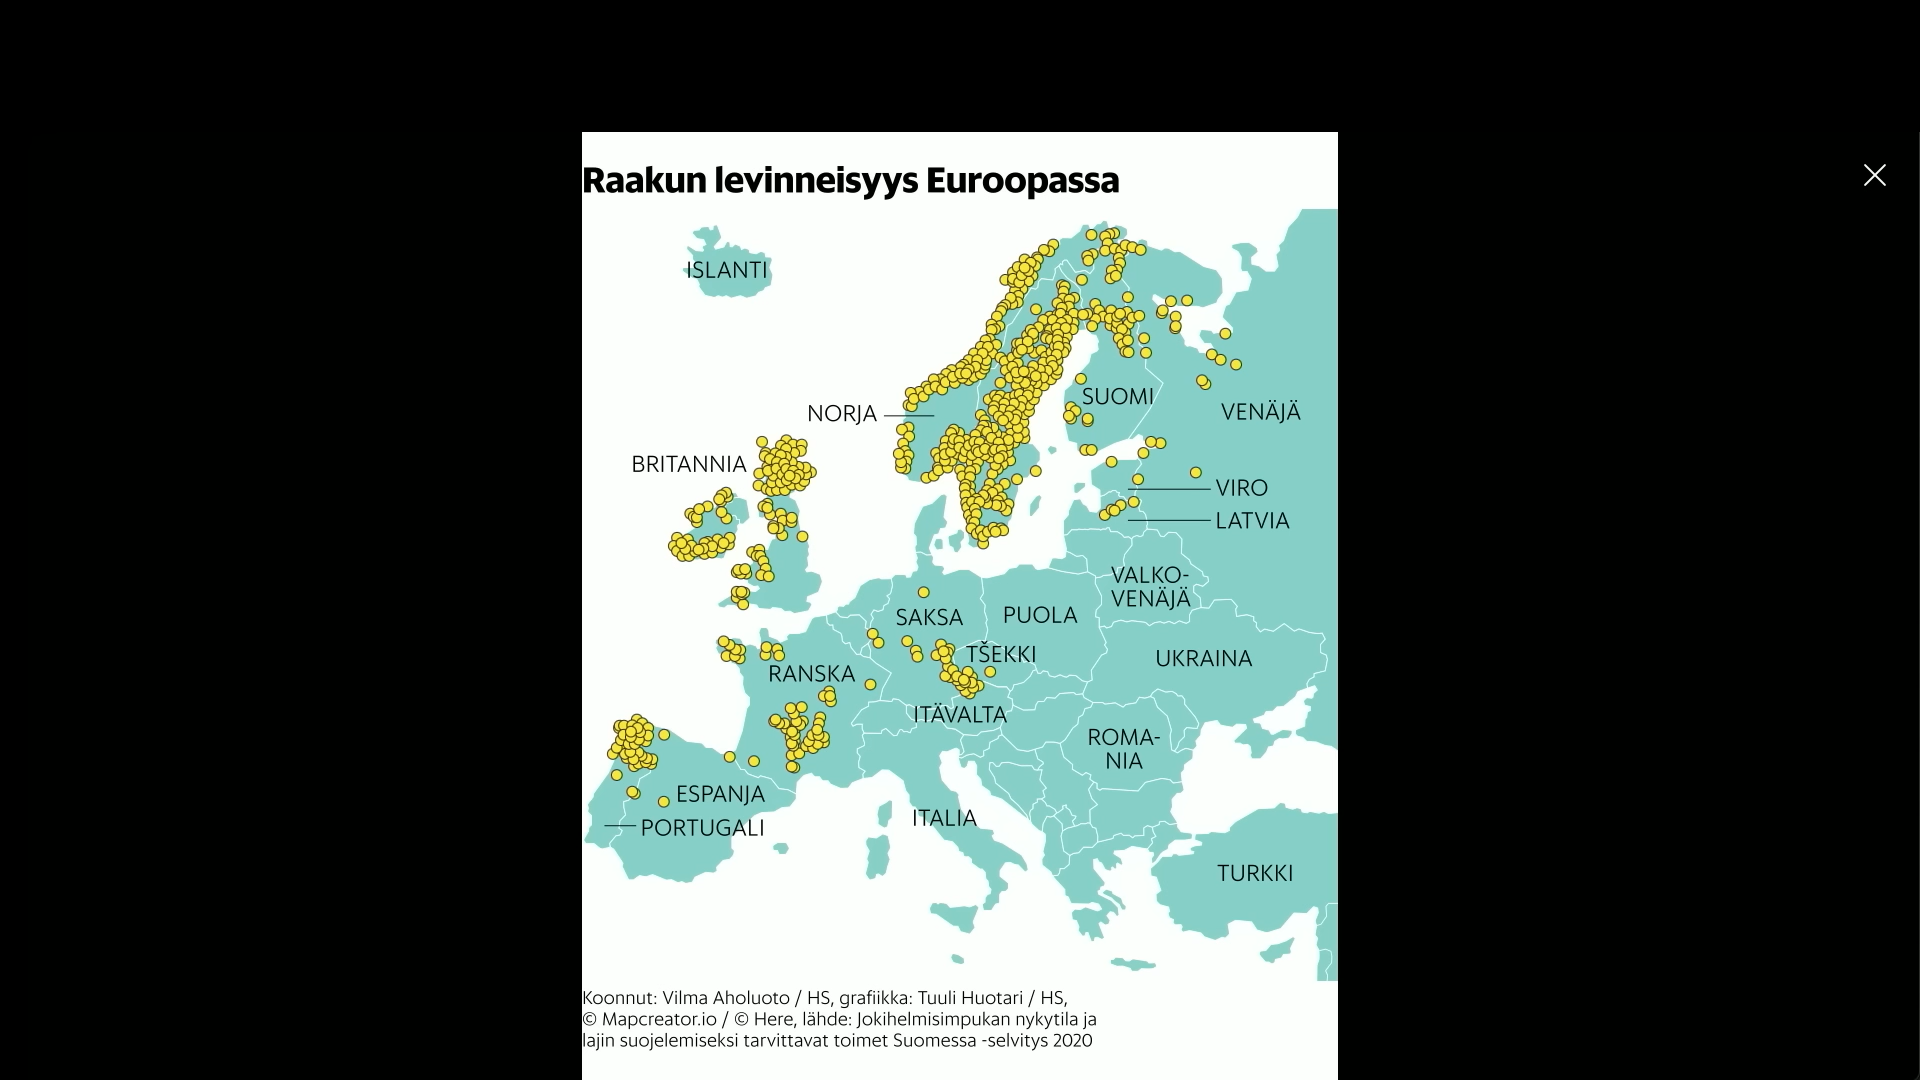 Raakun levinneisyys Euroopassa
ISLANTI
SUOMI
NORJA
VENÄJÄ
BRITANNIA
VIRO
LATVIA
VALKO-
VENÄJÄ
SAKSA
PUOLA
TŠEKKI
UKRAINA
RANSKA
ITÄVALTA
ROMA-
NIA
ESPANJA
ITALIA
PORTUGALI
TURKKI
Koonnut: Vilma Aholuoto / HS, grafiikka: Tuuli Huotari / HS,
© Mapcreator.io / © Here, lähde: Jokihelmisimpukan nykytila ja
lajin suojelemiseksi tarvittavat toimet Suomessa -selvitys 2020